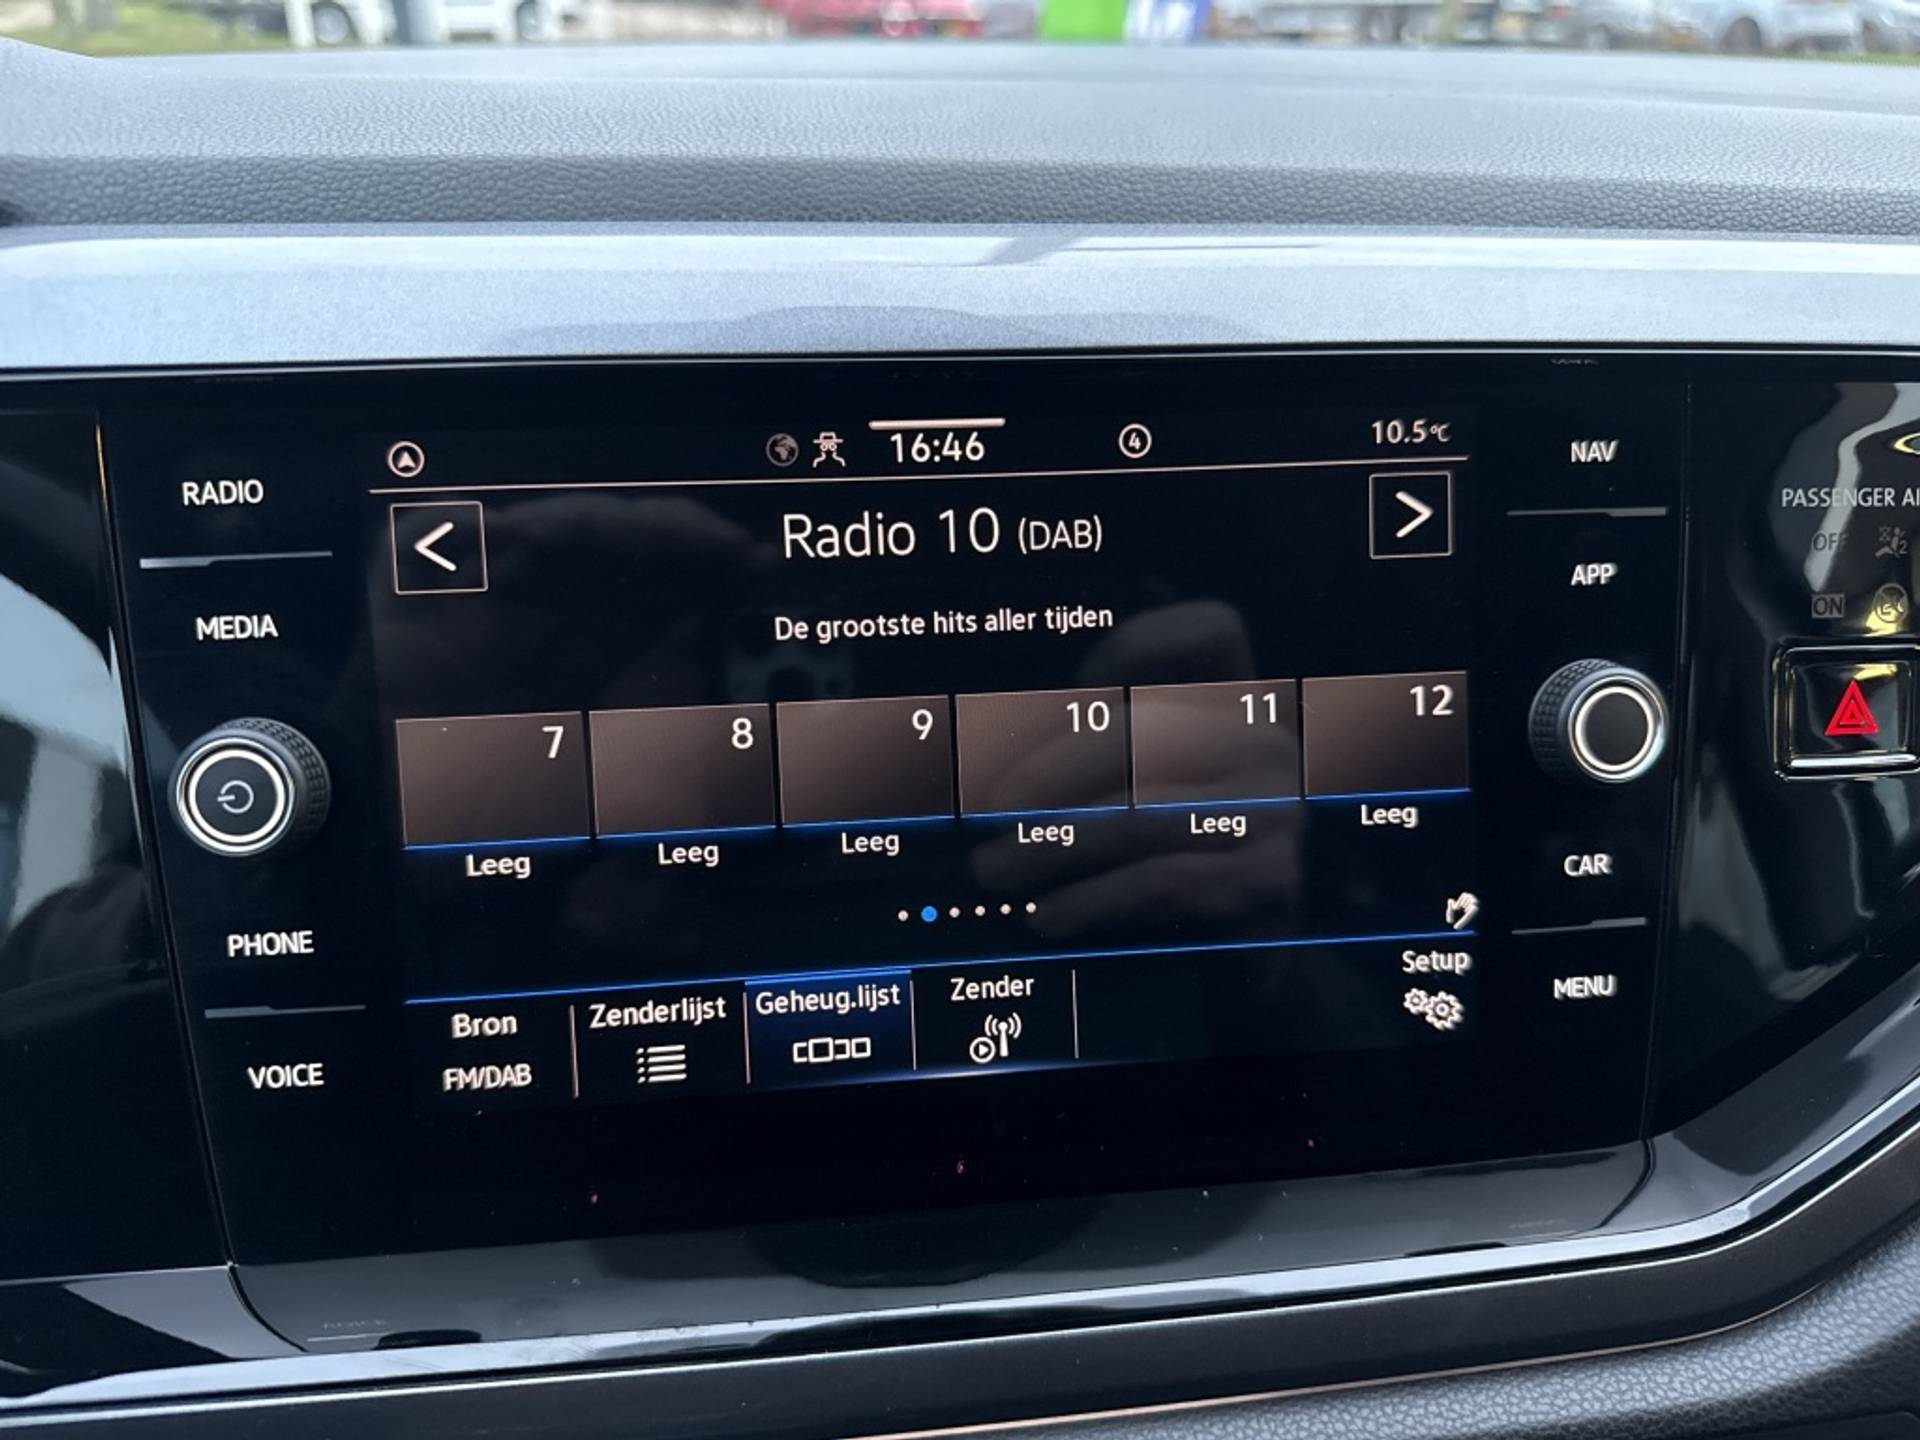 16:46
4
10.5°C
RADIO
MEDIA
PHONE
VOICE
<
Radio 10 (DAB)
>
De grootste hits aller tijden
7 8 9 10 11 12
Leeg Leeg Leeg Leeg Leeg Leeg
Setup
Bron Zenderlijst Geheug.lijst Zender
FM/DAB
NAV
APP
CAR
MENU
PASSENGER
OFF
ON